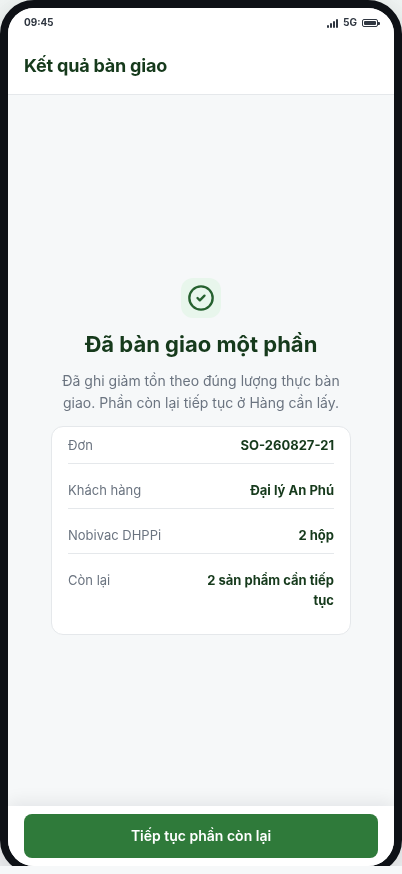 09:45
5G
Kết quả bàn giao
Đã bàn giao một phần
Đã ghi giảm tồn theo đúng lượng thực bàn
giao. Phần còn lại tiếp tục ở Hàng cần lấy.
Đơn SO-260827-21
Khách hàng Đại lý An Phú
Nobivac DHPPi 2 hộp
Còn lại 2 sản phẩm cần tiếp
tục
Tiếp tục phần còn lại